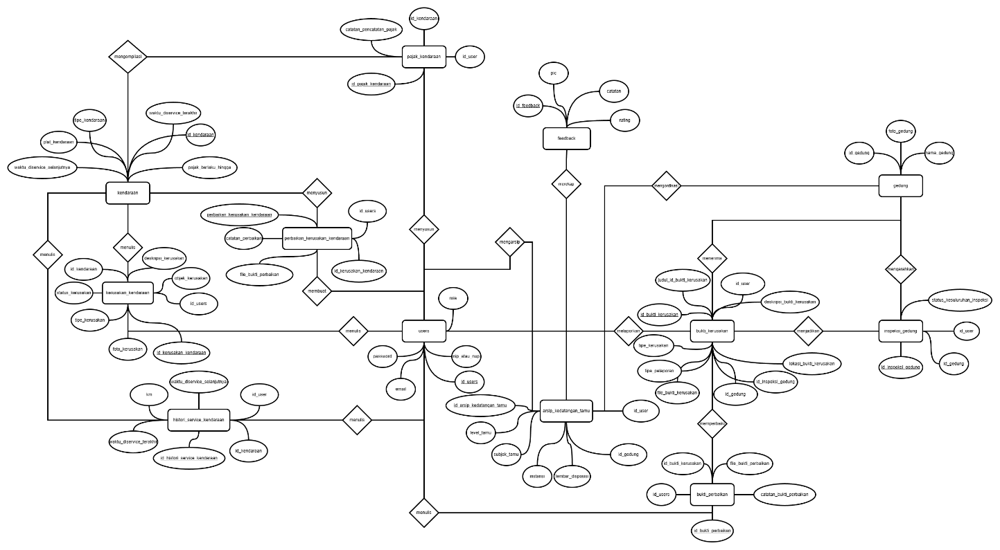 id_kendaraan
catatan_pencatatan_pajak
mengompilasi
pajak_kendaraan
id_user
id_pajak_kendaraan
pic
catatan
id_feedback
rating
feedback
tipe_kendaraan
waktu_diservice_terakhir
id_kendaraan
plat_kendaraan
waktu_diservice_selanjutnya
pajak_berlaku_hingga
foto_gedung
id_gedung
nama_gedung
kendaraan
menyusun
merekap
mengordinasi
gedung
perbaikan_kerusakan_kendaraan
id_users
catatan_perbaikan
perbaikan_kerusakan_kendaraan
menyusun
mengarsip
menulis
menulis
deskripsi_kerusakan
id_kendaraan
objek_kerusakan
file_bukti_perbaikan
id_kerusakan_kendaraan
menerima
mengarahkan
status_kerusakan
kerusakan_kendaraan
id_users
membuat
judul_id_bukti_kerusakan
id_user
tipe_kerusakan
role
id_bukti_kerusakan
deskripsi_bukti_kerusakan
status_kesuluruhan_inspeksi
menulis
users
melaporkan
bukti_kerusakan
menjadikan
inspeksi_gedung
id_user
foto_kerusakan
id_kerusakan_kendaraan
password
nip_atau_nup
tipe_kerusakan
lokasi_bukti_kerusakan
id_inspeksi_gedung
id_gedung
email
id_users
tipe_pelaporan
file_bukti_kerusakan
id_inspeksi_gedung
id_gedung
waktu_diservice_selanjutnya
km
id_user
id_arsip_kedatangan_tamu
arsip_kedatangan_tamu
id_user
histori_service_kendaraan
menulis
level_tamu
memperbaiki
waktu_diservice_terakhir
id_histori_service_kendaraan
id_kendaraan
subjek_tamu
id_gedung
instansi
lembar_disposisi
id_bukti_kerusakan
file_bukti_perbaikan
id_users
bukti_perbaikan
catatan_bukti_perbaikan
menulis
id_bukti_perbaikan